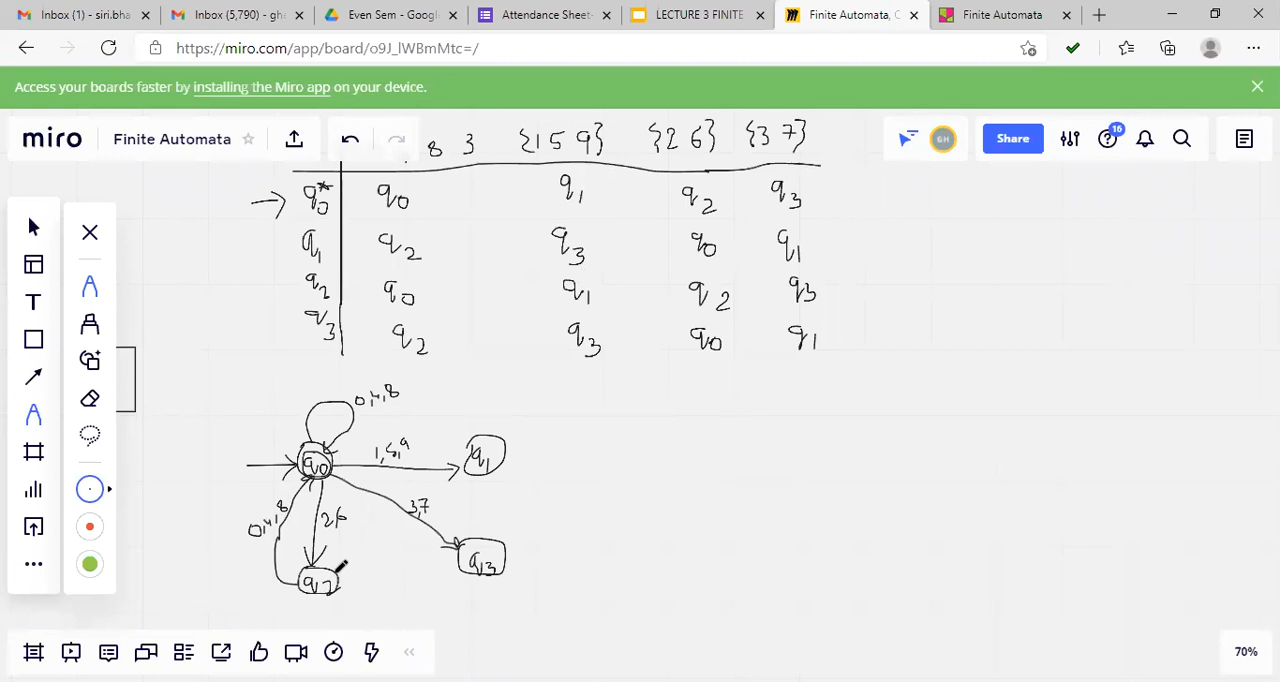 Inbox (1) - siri.bha
Inbox (5,790) - gha
Even Sem - Google
Attendance Sheet-
LECTURE 3 FINITE
Finite Automata, C
Finite Automata
https://miro.com/app/board/o9J_lWBmMtc=/
Access your boards faster by installing the Miro app on your device.
miro
Finite Automata
GH
Share
16
8 3 {1 5 9} {2 6} {3 7}
q0* q0 q1 q2 q3
q1 q2 q3 q0 q1
q2 q0 q1 q2 q3
q3 q2 q3 q0 q1
T
0,4,8
q0
1,5,9
q1
3,7
0,4,8
2,6
q3
q2
70%